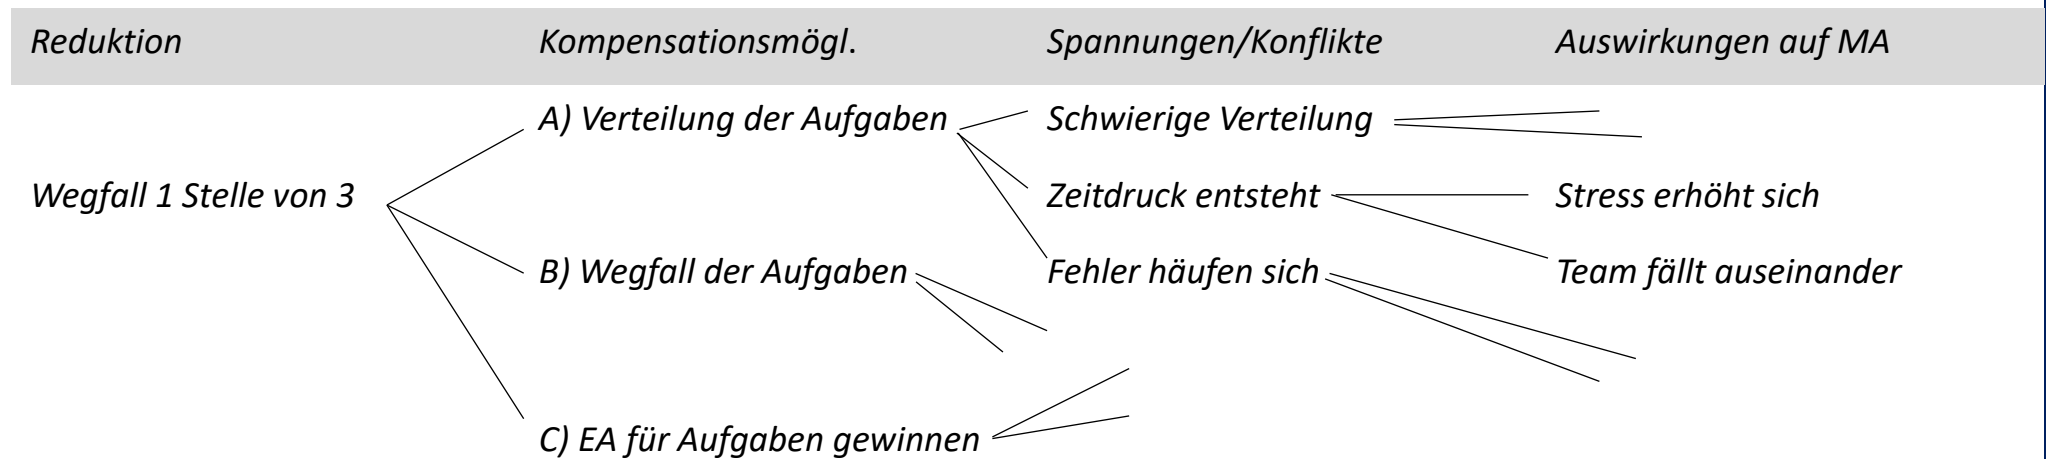 Reduktion Kompensationsmögl. Spannungen/Konflikte Auswirkungen auf MA
A) Verteilung der Aufgaben Schwierige Verteilung
Wegfall 1 Stelle von 3 Zeitdruck entsteht Stress erhöht sich
B) Wegfall der Aufgaben Fehler häufen sich Team fällt auseinander
C) EA für Aufgaben gewinnen